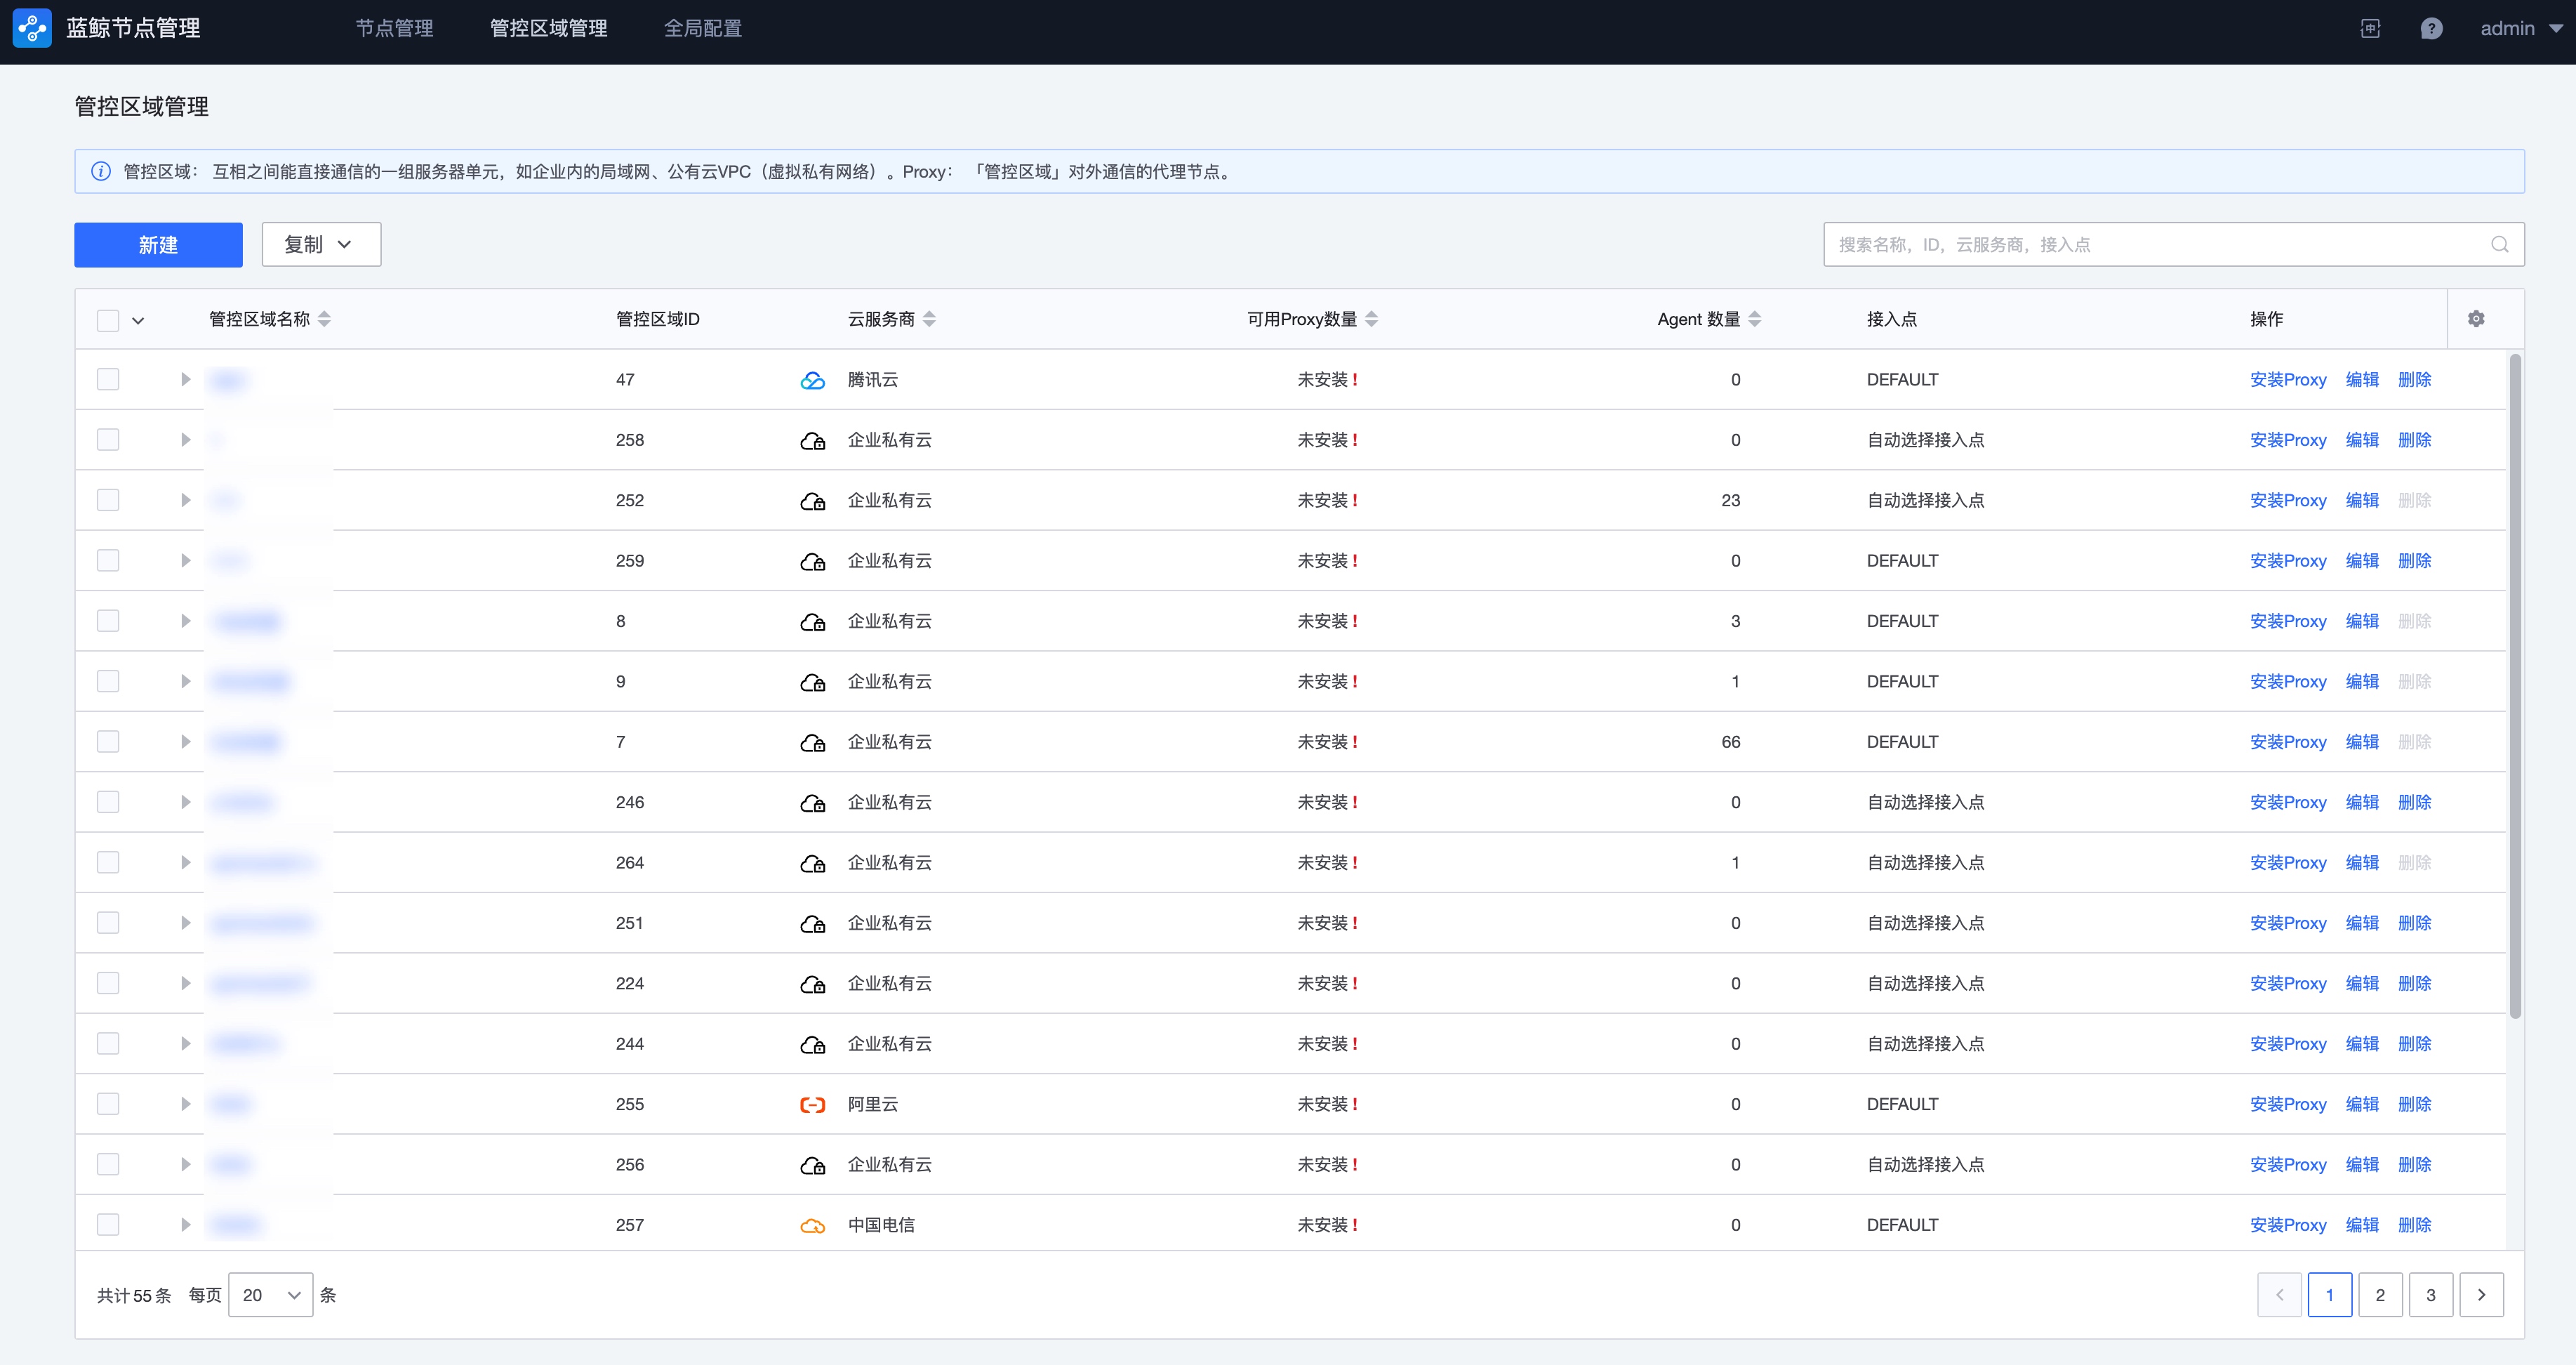 蓝鲸节点管理 节点管理 管控区域管理 全局配置 中 ? admin
管控区域管理
管控区域： 互相之间能直接通信的一组服务器单元，如企业内的局域网、公有云VPC（虚拟私有网络）。Proxy： 「管控区域」对外通信的代理节点。
新建 复制 搜索名称，ID，云服务商，接入点
管控区域名称 管控区域ID 云服务商 可用Proxy数量 Agent 数量 接入点 操作
47 腾讯云 未安装! 0 DEFAULT 安装Proxy 编辑 删除
258 企业私有云 未安装! 0 自动选择接入点 安装Proxy 编辑 删除
252 企业私有云 未安装! 23 自动选择接入点 安装Proxy 编辑 删除
259 企业私有云 未安装! 0 DEFAULT 安装Proxy 编辑 删除
8 企业私有云 未安装! 3 DEFAULT 安装Proxy 编辑 删除
9 企业私有云 未安装! 1 DEFAULT 安装Proxy 编辑 删除
7 企业私有云 未安装! 66 DEFAULT 安装Proxy 编辑 删除
246 企业私有云 未安装! 0 自动选择接入点 安装Proxy 编辑 删除
264 企业私有云 未安装! 1 自动选择接入点 安装Proxy 编辑 删除
251 企业私有云 未安装! 0 自动选择接入点 安装Proxy 编辑 删除
224 企业私有云 未安装! 0 自动选择接入点 安装Proxy 编辑 删除
244 企业私有云 未安装! 0 自动选择接入点 安装Proxy 编辑 删除
255 阿里云 未安装! 0 DEFAULT 安装Proxy 编辑 删除
256 企业私有云 未安装! 0 自动选择接入点 安装Proxy 编辑 删除
257 中国电信 未安装! 0 DEFAULT 安装Proxy 编辑 删除
共计 55 条 每页 20 条 1 2 3